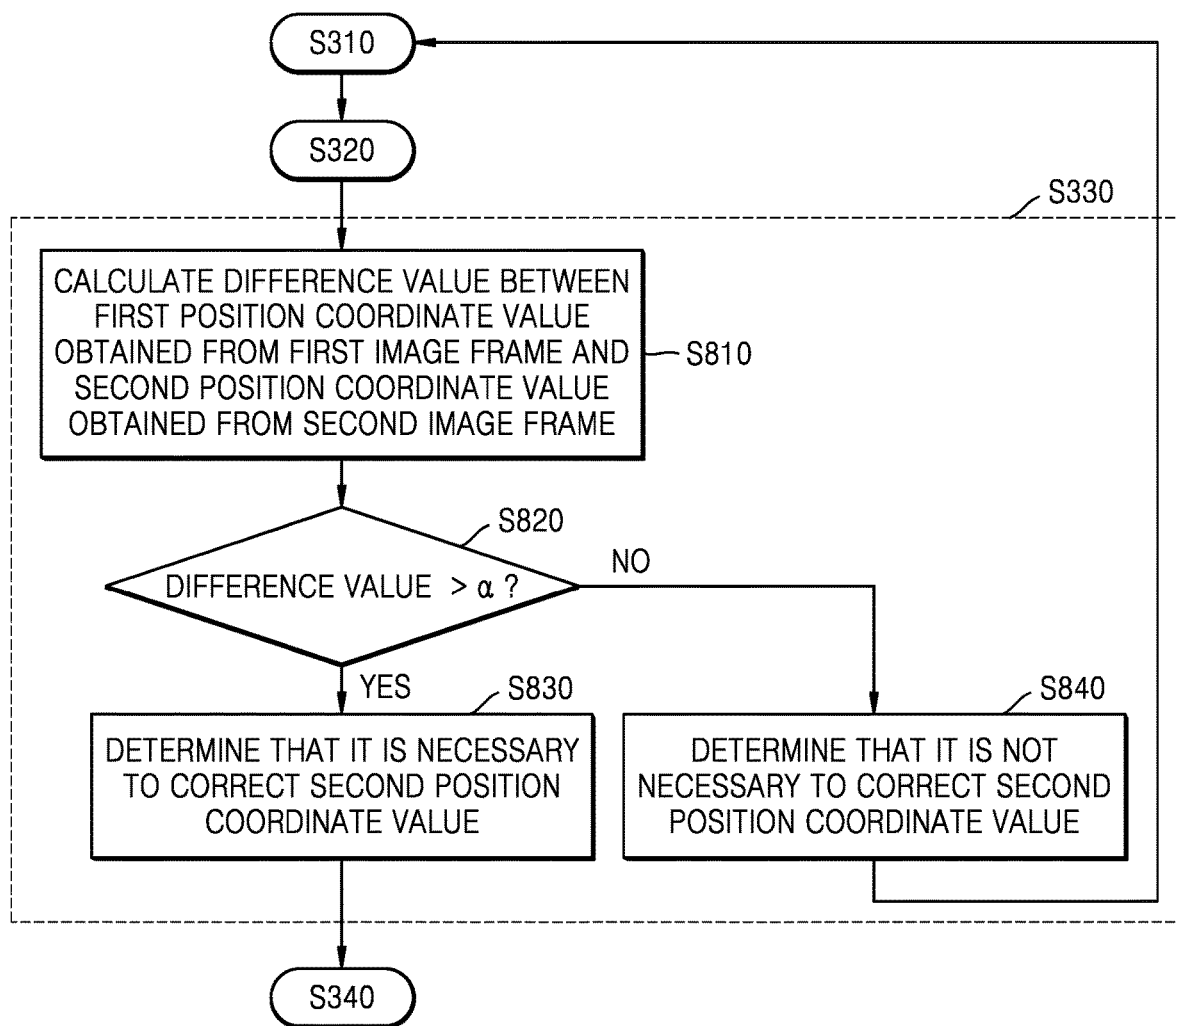 S310
S320
S330
CALCULATE DIFFERENCE VALUE BETWEEN
FIRST POSITION COORDINATE VALUE
OBTAINED FROM FIRST IMAGE FRAME AND
SECOND POSITION COORDINATE VALUE
OBTAINED FROM SECOND IMAGE FRAME
S810
S820
DIFFERENCE VALUE > α ?
NO
YES
S830
DETERMINE THAT IT IS NECESSARY
TO CORRECT SECOND POSITION
COORDINATE VALUE
S840
DETERMINE THAT IT IS NOT
NECESSARY TO CORRECT SECOND
POSITION COORDINATE VALUE
S340